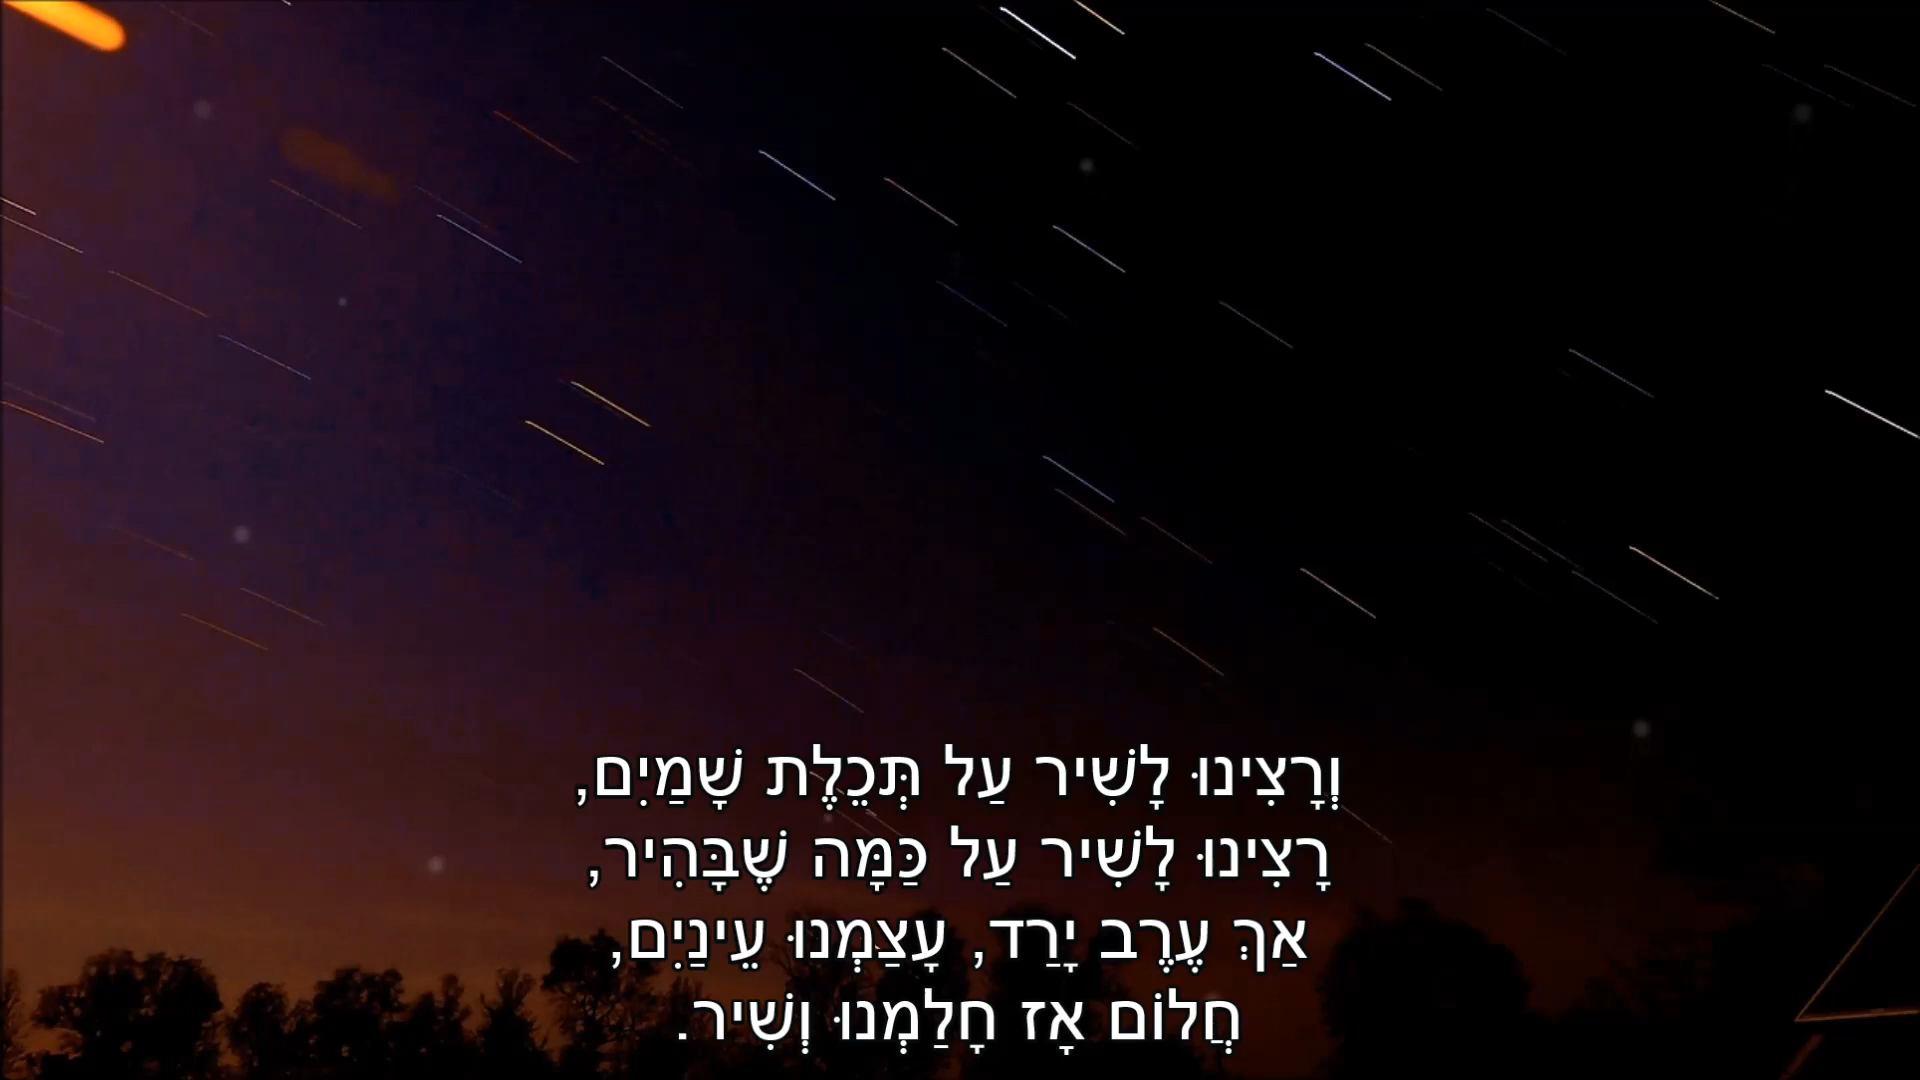 וְרָצִינוּ לָשִׁיר עַל תְּכֵלֶת שָׁמַיִם,
רָצִינוּ לָשִׁיר עַל כַּמָּה שֶׁבָּהִיר,
אַךְ עֶרֶב יָרַד, עָצַמְנוּ עֵינַיִם,
חֲלוֹם אָז חָלַמְנוּ וְשִׁיר.